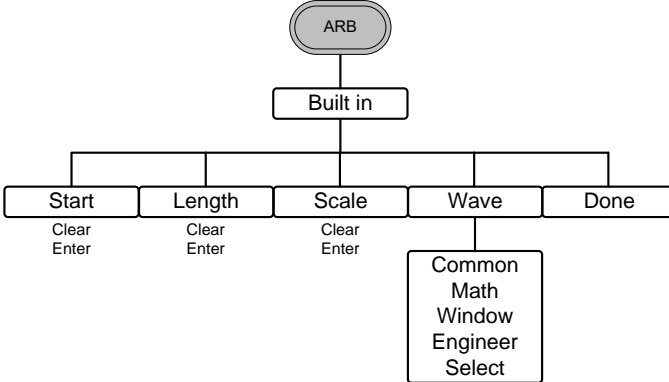 ARB
Built in
Start Length Scale Wave Done
Clear Clear Clear
Enter Enter Enter
Common
Math
Window
Engineer
Select